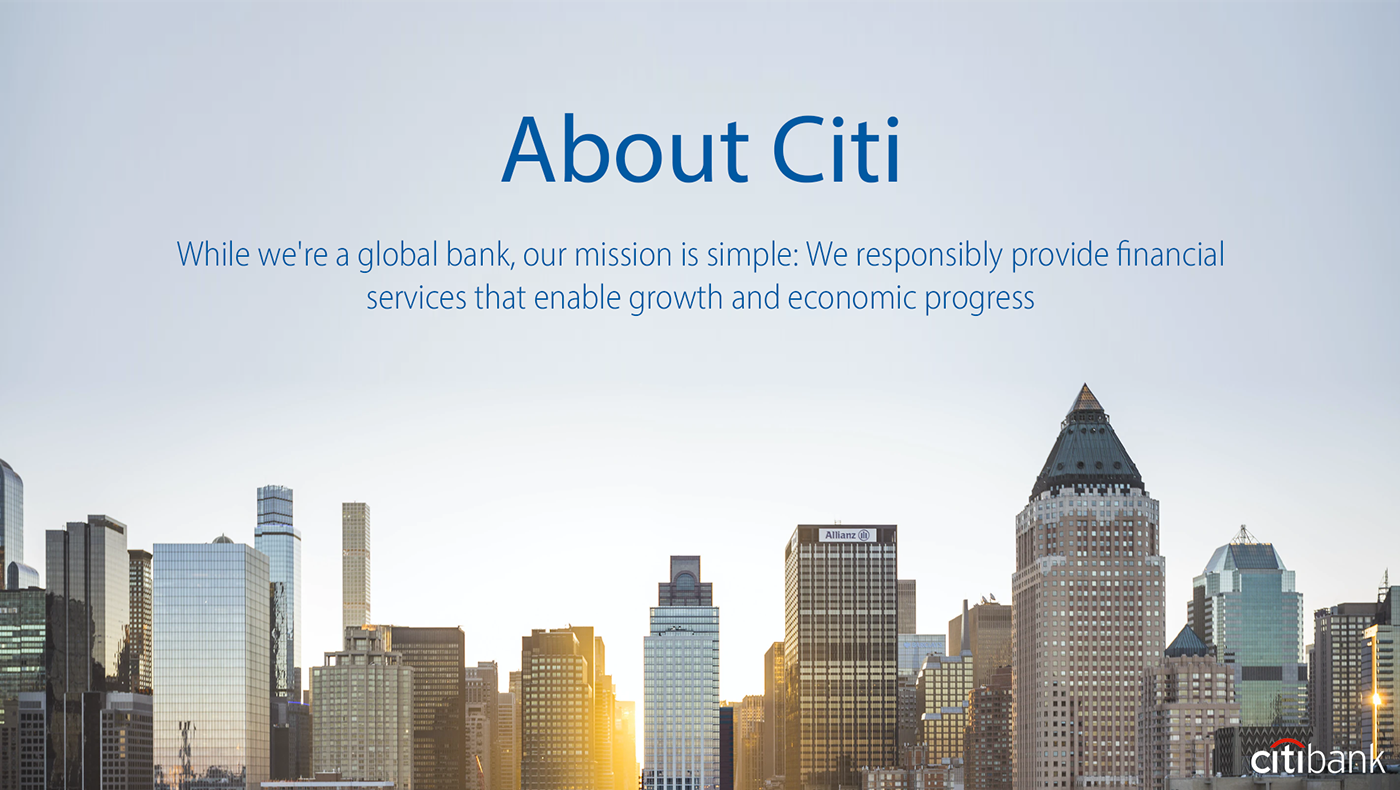 About Citi
While we're a global bank, our mission is simple: We responsibly provide financial
services that enable growth and economic progress
Allianz
citibank